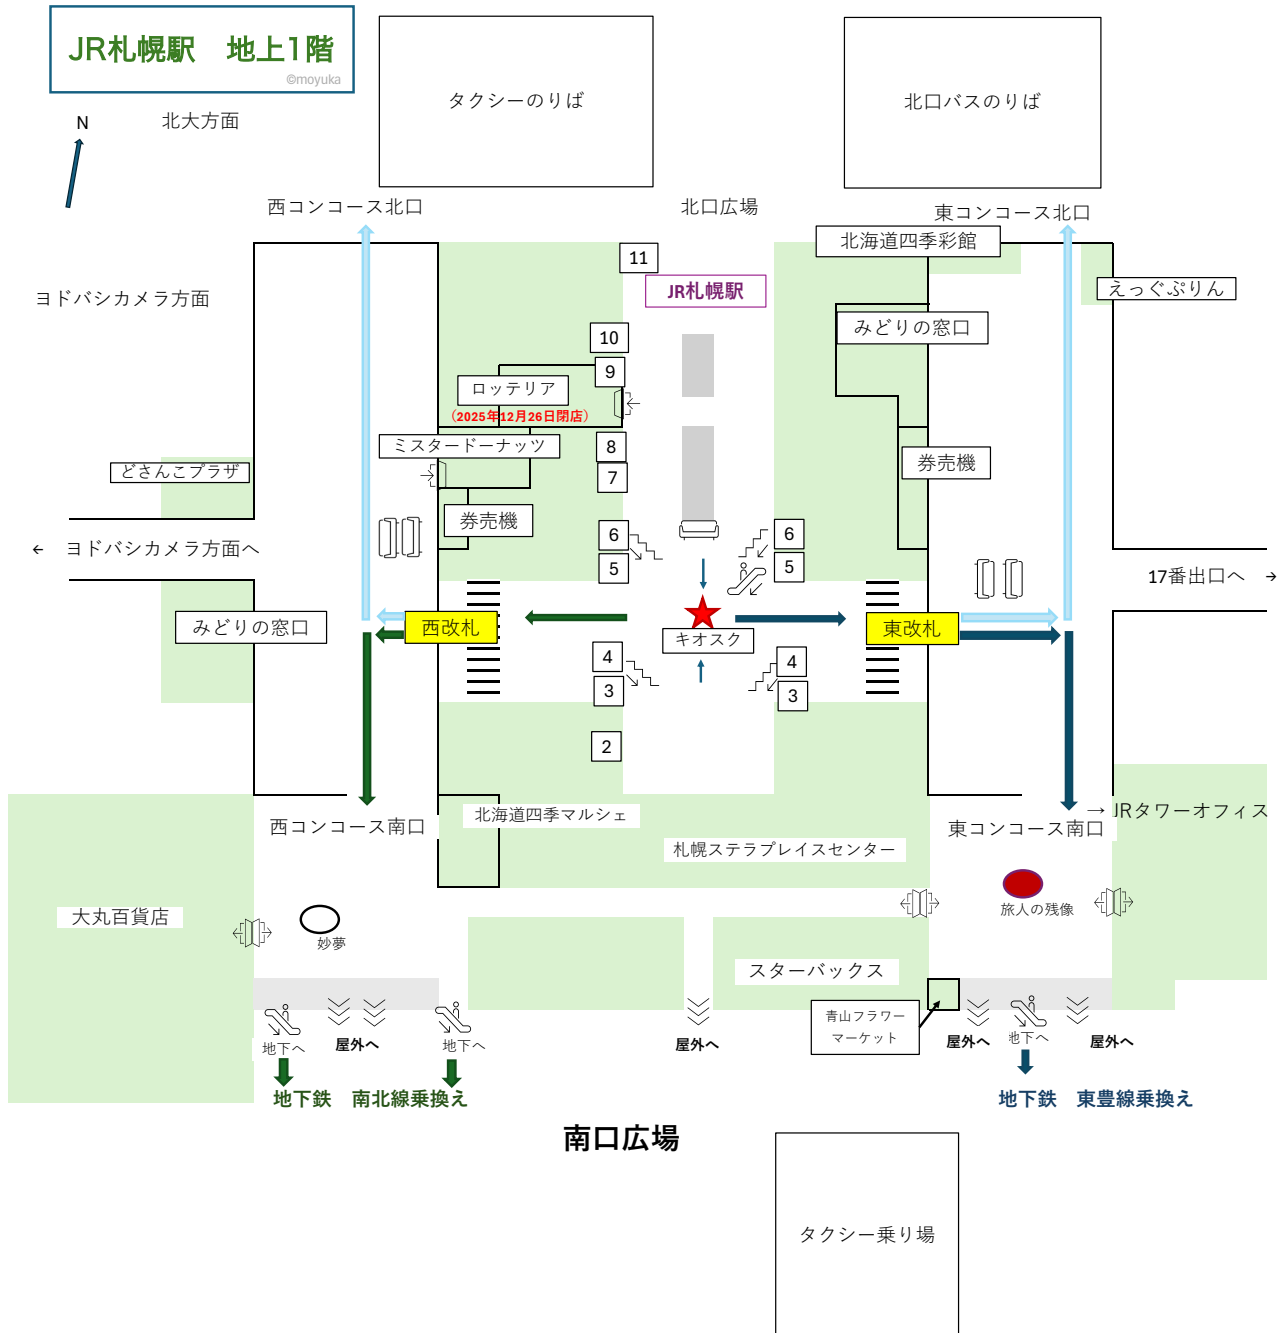 JR札幌駅　地上1階
©moyuka
N
北大方面
タクシーのりば
北口バスのりば
西コンコース北口
北口広場
東コンコース北口
北海道四季彩館
11
JR札幌駅
ヨドバシカメラ方面
えっぐぷりん
みどりの窓口
10
9
ロッテリア
（2025年12月26日閉店）
ミスタードーナッツ
8
7
券売機
どさんこプラザ
券売機
6
5
6
5
← ヨドバシカメラ方面へ
17番出口へ →
みどりの窓口
西改札
キオスク
東改札
4
3
4
3
2
西コンコース南口
北海道四季マルシェ
札幌ステラプレイスセンター
東コンコース南口
→ JRタワーオフィス
大丸百貨店
妙夢
旅人の残像
スターバックス
青山フラワー
マーケット
地下へ
屋外へ
地下へ
屋外へ
屋外へ
地下へ
屋外へ
地下鉄　南北線乗換え
地下鉄　東豊線乗換え
南口広場
タクシー乗り場